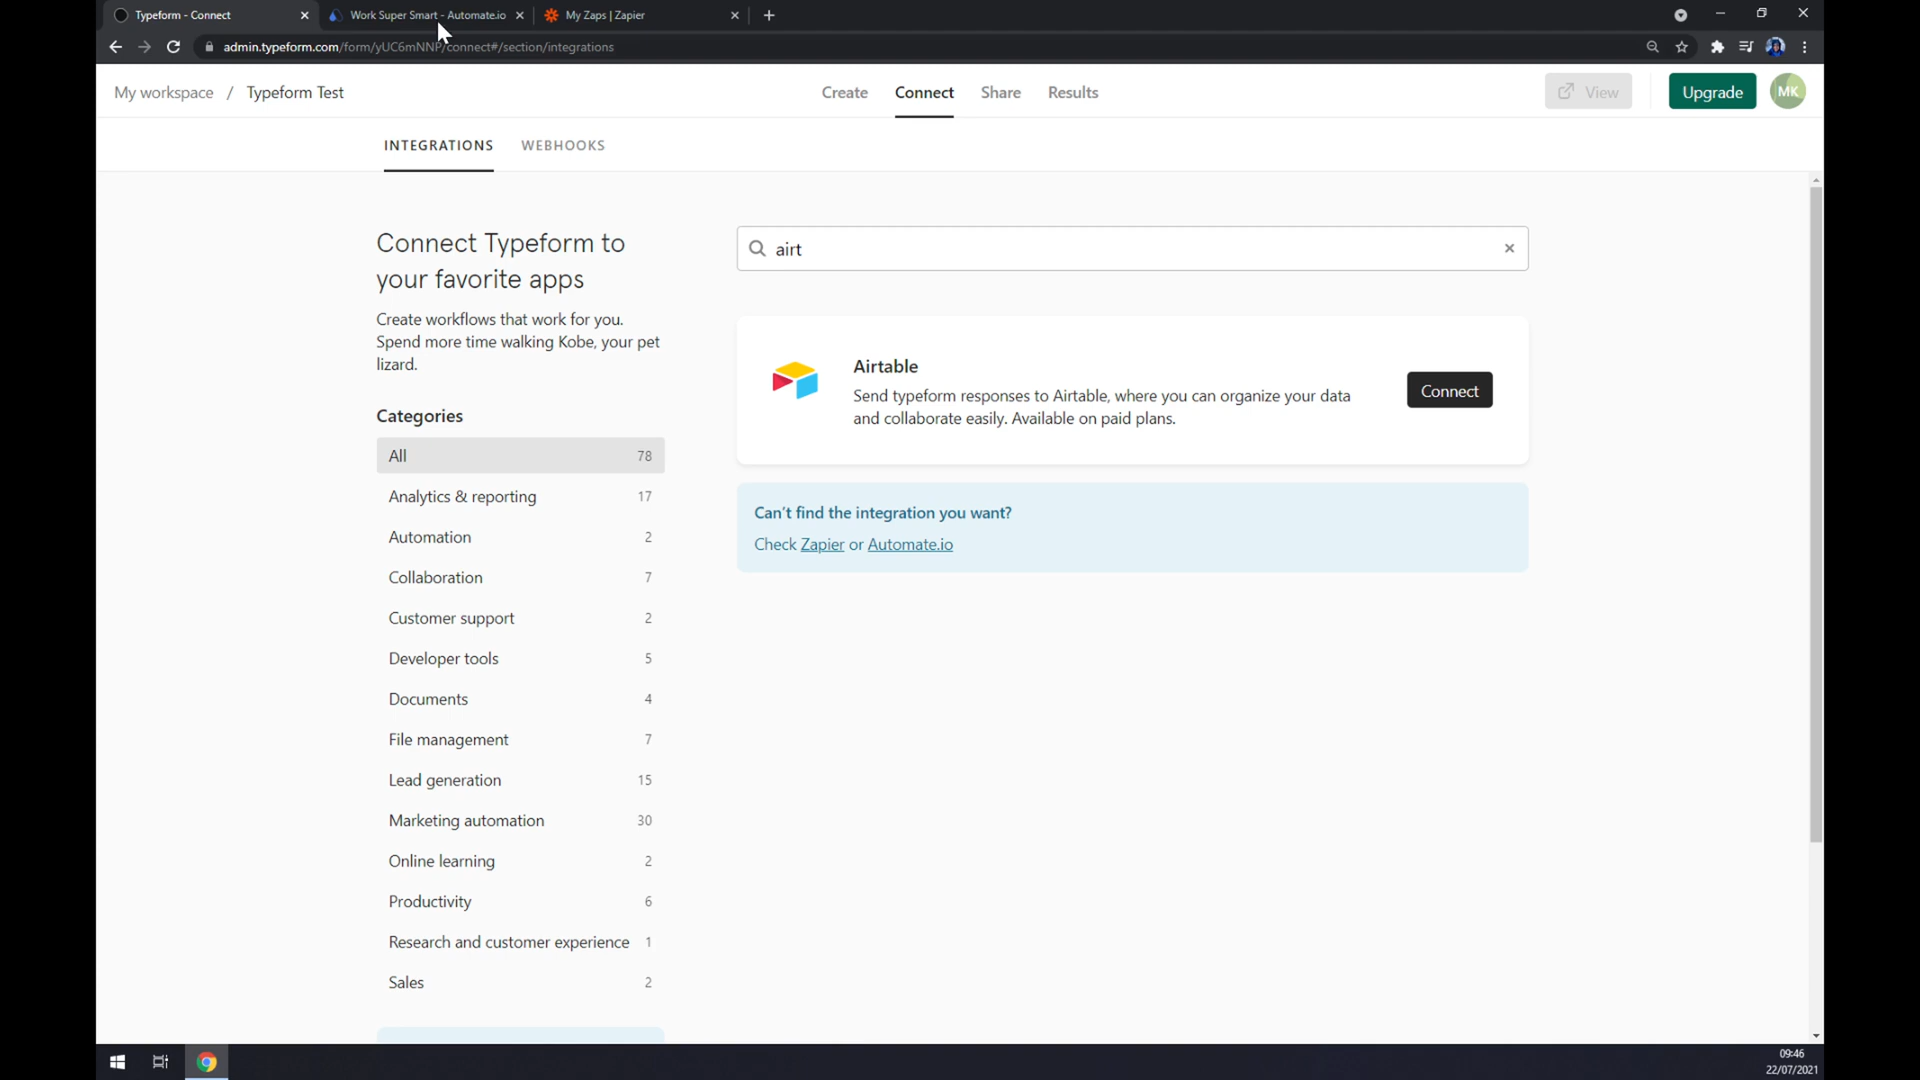 Typeform - Connect
Work Super Smart - Automate.io
My Zaps | Zapier
admin.typeform.com/form/yUC6mNNP/connect#/section/integrations
My workspace / Typeform Test
Create
Connect
Share
Results
View
Upgrade
MK
INTEGRATIONS
WEBHOOKS
Connect Typeform to
your favorite apps
Create workflows that work for you.
Spend more time walking Kobe, your pet
lizard.
Categories
All 78
Analytics & reporting 17
Automation 2
Collaboration 7
Customer support 2
Developer tools 5
Documents 4
File management 7
Lead generation 15
Marketing automation 30
Online learning 2
Productivity 6
Research and customer experience 1
Sales 2
airt
Airtable
Send typeform responses to Airtable, where you can organize your data
and collaborate easily. Available on paid plans.
Connect
Can't find the integration you want?
Check Zapier or Automate.io
09:46
22/07/2021